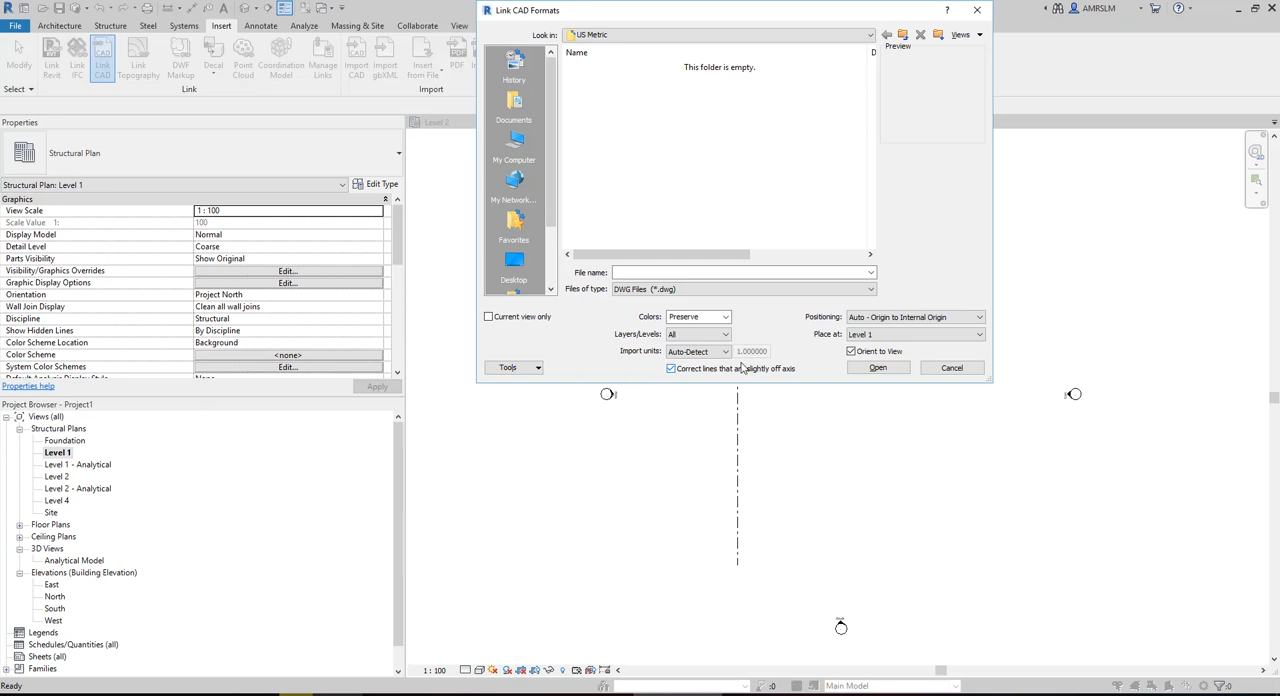 Link CAD Formats
AMRSLM
File Architecture Structure Steel Systems Insert Annotate Analyze Massing & Site Collaborate View
Modify
Link Revit
Link IFC
Link CAD
Link Topography
DWF Markup
Decal
Point Cloud
Coordination Model
Manage Links
Import CAD
Import gbXML
Insert from File
PDF
Select
Link
Import
Look in: US Metric
Views
Name
D
Preview
This folder is empty.
History
Documents
My Computer
My Network...
Favorites
Desktop
File name:
Files of type: DWG Files (*.dwg)
Current view only
Colors: Preserve
Positioning: Auto - Origin to Internal Origin
Layers/Levels: All
Place at: Level 1
Import units: Auto-Detect 1.000000
Orient to View
Tools
Correct lines that are slightly off axis
Open
Cancel
Properties
Level 2
Structural Plan
Structural Plan: Level 1
Edit Type
Graphics
View Scale 1 : 100
Scale Value 1: 100
Display Model Normal
Detail Level Coarse
Parts Visibility Show Original
Visibility/Graphics Overrides Edit...
Graphic Display Options Edit...
Orientation Project North
Wall Join Display Clean all wall joins
Discipline Structural
Show Hidden Lines By Discipline
Color Scheme Location Background
Color Scheme <none>
System Color Schemes Edit...
Default Analysis Display Style None
Properties help
Apply
Project Browser - Project1
Views (all)
Structural Plans
Foundation
Level 1
Level 1 - Analytical
Level 2
Level 2 - Analytical
Level 4
Site
Floor Plans
Ceiling Plans
3D Views
Analytical Model
Elevations (Building Elevation)
East
North
South
West
Legends
Schedules/Quantities (all)
Sheets (all)
Families
1 : 100
Ready
:0
Main Model
:0